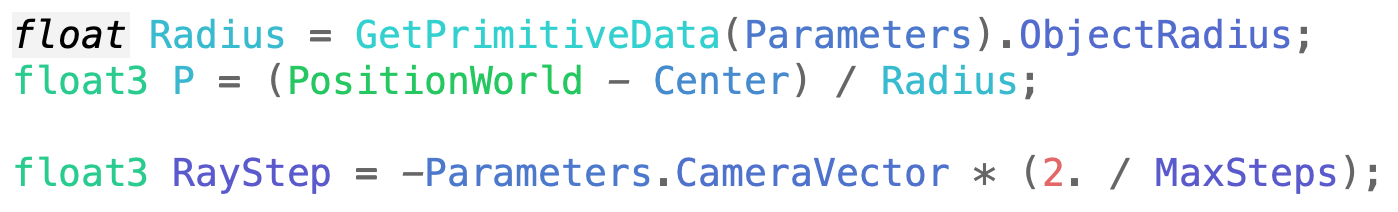 float Radius = GetPrimitiveData(Parameters).ObjectRadius;
float3 P = (PositionWorld - Center) / Radius;
float3 RayStep = -Parameters.CameraVector * (2. / MaxSteps);